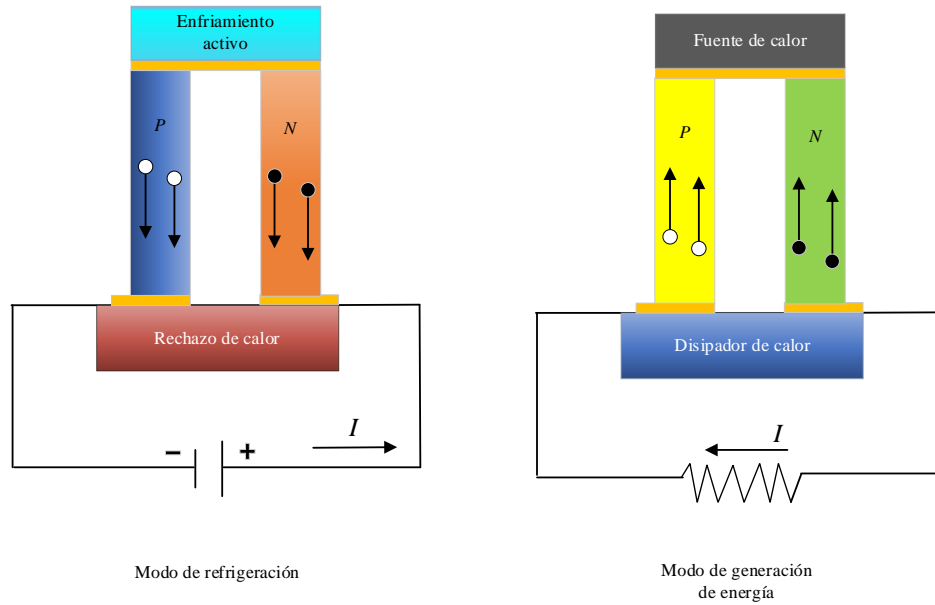 Enfriamiento
activo
P
N
Rechazo de calor
I
− +
Modo de refrigeración
Fuente de calor
P
N
Disipador de calor
I
Modo de generación
de energía